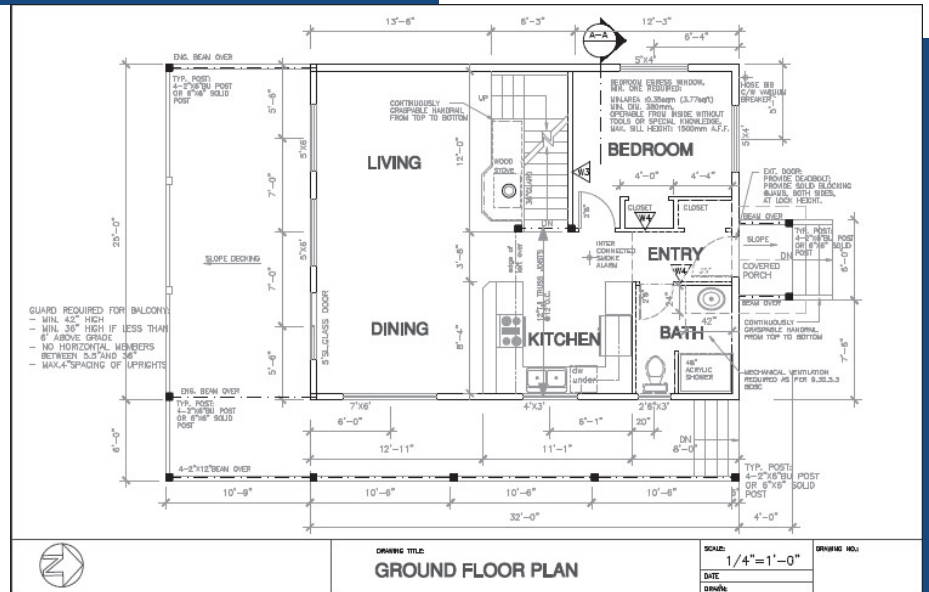 13'-6"
6'-3"
12'-3"
A-A
6'-4"
5'X4'
ENG. BEAM OVER
TYP. POST:
4-2"X6"BU POST
OR 6"X6" SOLID
POST
CONTINUOUSLY
GRASPABLE HANDRAIL
FROM TOP TO BOTTOM
UP
BEDROOM EGRESS WINDOW,
MIN. ONE REQUIRED:
MIN.AREA :0.35sqm (3.77sqft)
MIN. DIM. 380mm,
OPERABLE FROM INSIDE WITHOUT
TOOLS OR SPECIAL KNOWLEDGE,
MAX. SILL HEIGHT: 1500mm A.F.F.
HOSE BIB
C/W VACUUM
BREAKER
5'-6"
5'X6'
12'-0"
5'X4'
LIVING
BEDROOM
WOOD
STOVE
36"GUARD
W3
4'-0"
4'-4"
EXT. DOOR:
PROVIDE DEADBOLT;
PROVIDE SOLID BLOCKING
@JAMB, BOTH SIDES,
AT LOCK HEIGHT.
7'-0"
2'6"
CLOSET
CLOSET
W4
BEAM OVER
DN
25'-0"
5'X6'
TYP. POST:
4-2"X6"BU POST
OR 6"X6" SOLID
POST
SLOPE
DN
6'-0"
SLOPE DECKING
3'-8"
edge of
loft over
INTER
CONNECTED
SMOKE
ALARM
ENTRY
COVERED
PORCH
W4
7'-0"
2'6"
24"
BEAM OVER
GUARD REQUIRED FOR BALCONY:
- MIN. 42" HIGH
- MIN. 36" HIGH IF LESS THAN
6' ABOVE GRADE
- NO HORIZONTAL MEMBERS
BETWEEN 5.5"AND 36"
- MAX.4"SPACING OF UPRIGHTS
5'SL.GLASS DOOR
DINING
8'-4"
KITCHEN
BATH
42"
CONTINUOUSLY
GRASPABLE HANDRAIL
FROM TOP TO BOTTOM
7'-6"
5'-6"
dw
under
48"
ACRYLIC
SHOWER
MECHANICAL VENTILATION
REQUIRED AS PER 9.32.3.3
ENG. BEAM OVER
TYP. POST:
4-2"X6"BU POST
OR 6"X6" SOLID
POST
7'X6'
4'X3'
2'6"X3'
6'-0"
6'-0"
6'-1"
20"
DN
12'-11"
11'-1"
8'-0"
4-2"X12"BEAM OVER
TYP. POST:
4-2"X6"BU POST
OR 6"X6" SOLID
POST
10'-9"
10'-6"
10'-6"
10'-6"
32'-0"
4'-0"
N
DRAWING TITLE:
GROUND FLOOR PLAN
SCALE:
1/4"=1'-0"
DATE
DRAWN:
DRAWING NO.: